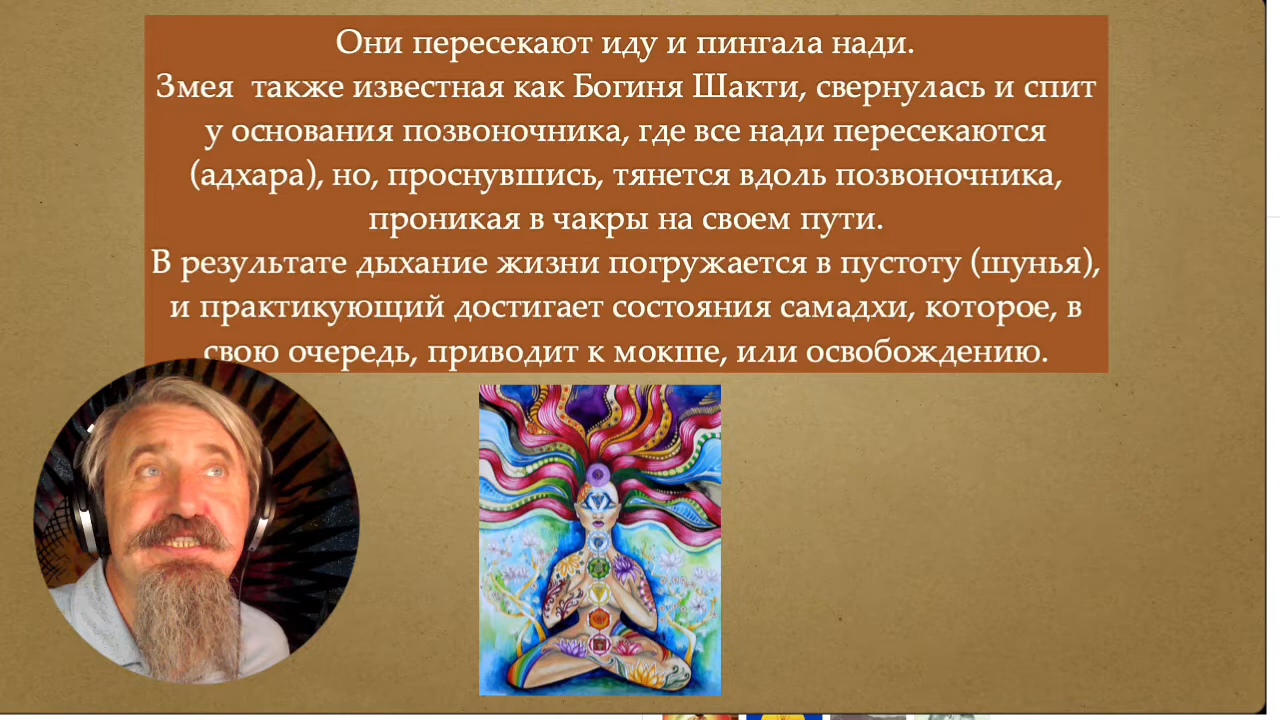 Они пересекают иду и пингала нади.
Змея  также известная как Богиня Шакти, свернулась и спит
у основания позвоночника, где все нади пересекаются
(адхара), но, проснувшись, тянется вдоль позвоночника,
проникая в чакры на своем пути.
В результате дыхание жизни погружается в пустоту (шунья),
и практикующий достигает состояния самадхи, которое, в
свою очередь, приводит к мокше, или освобождению.